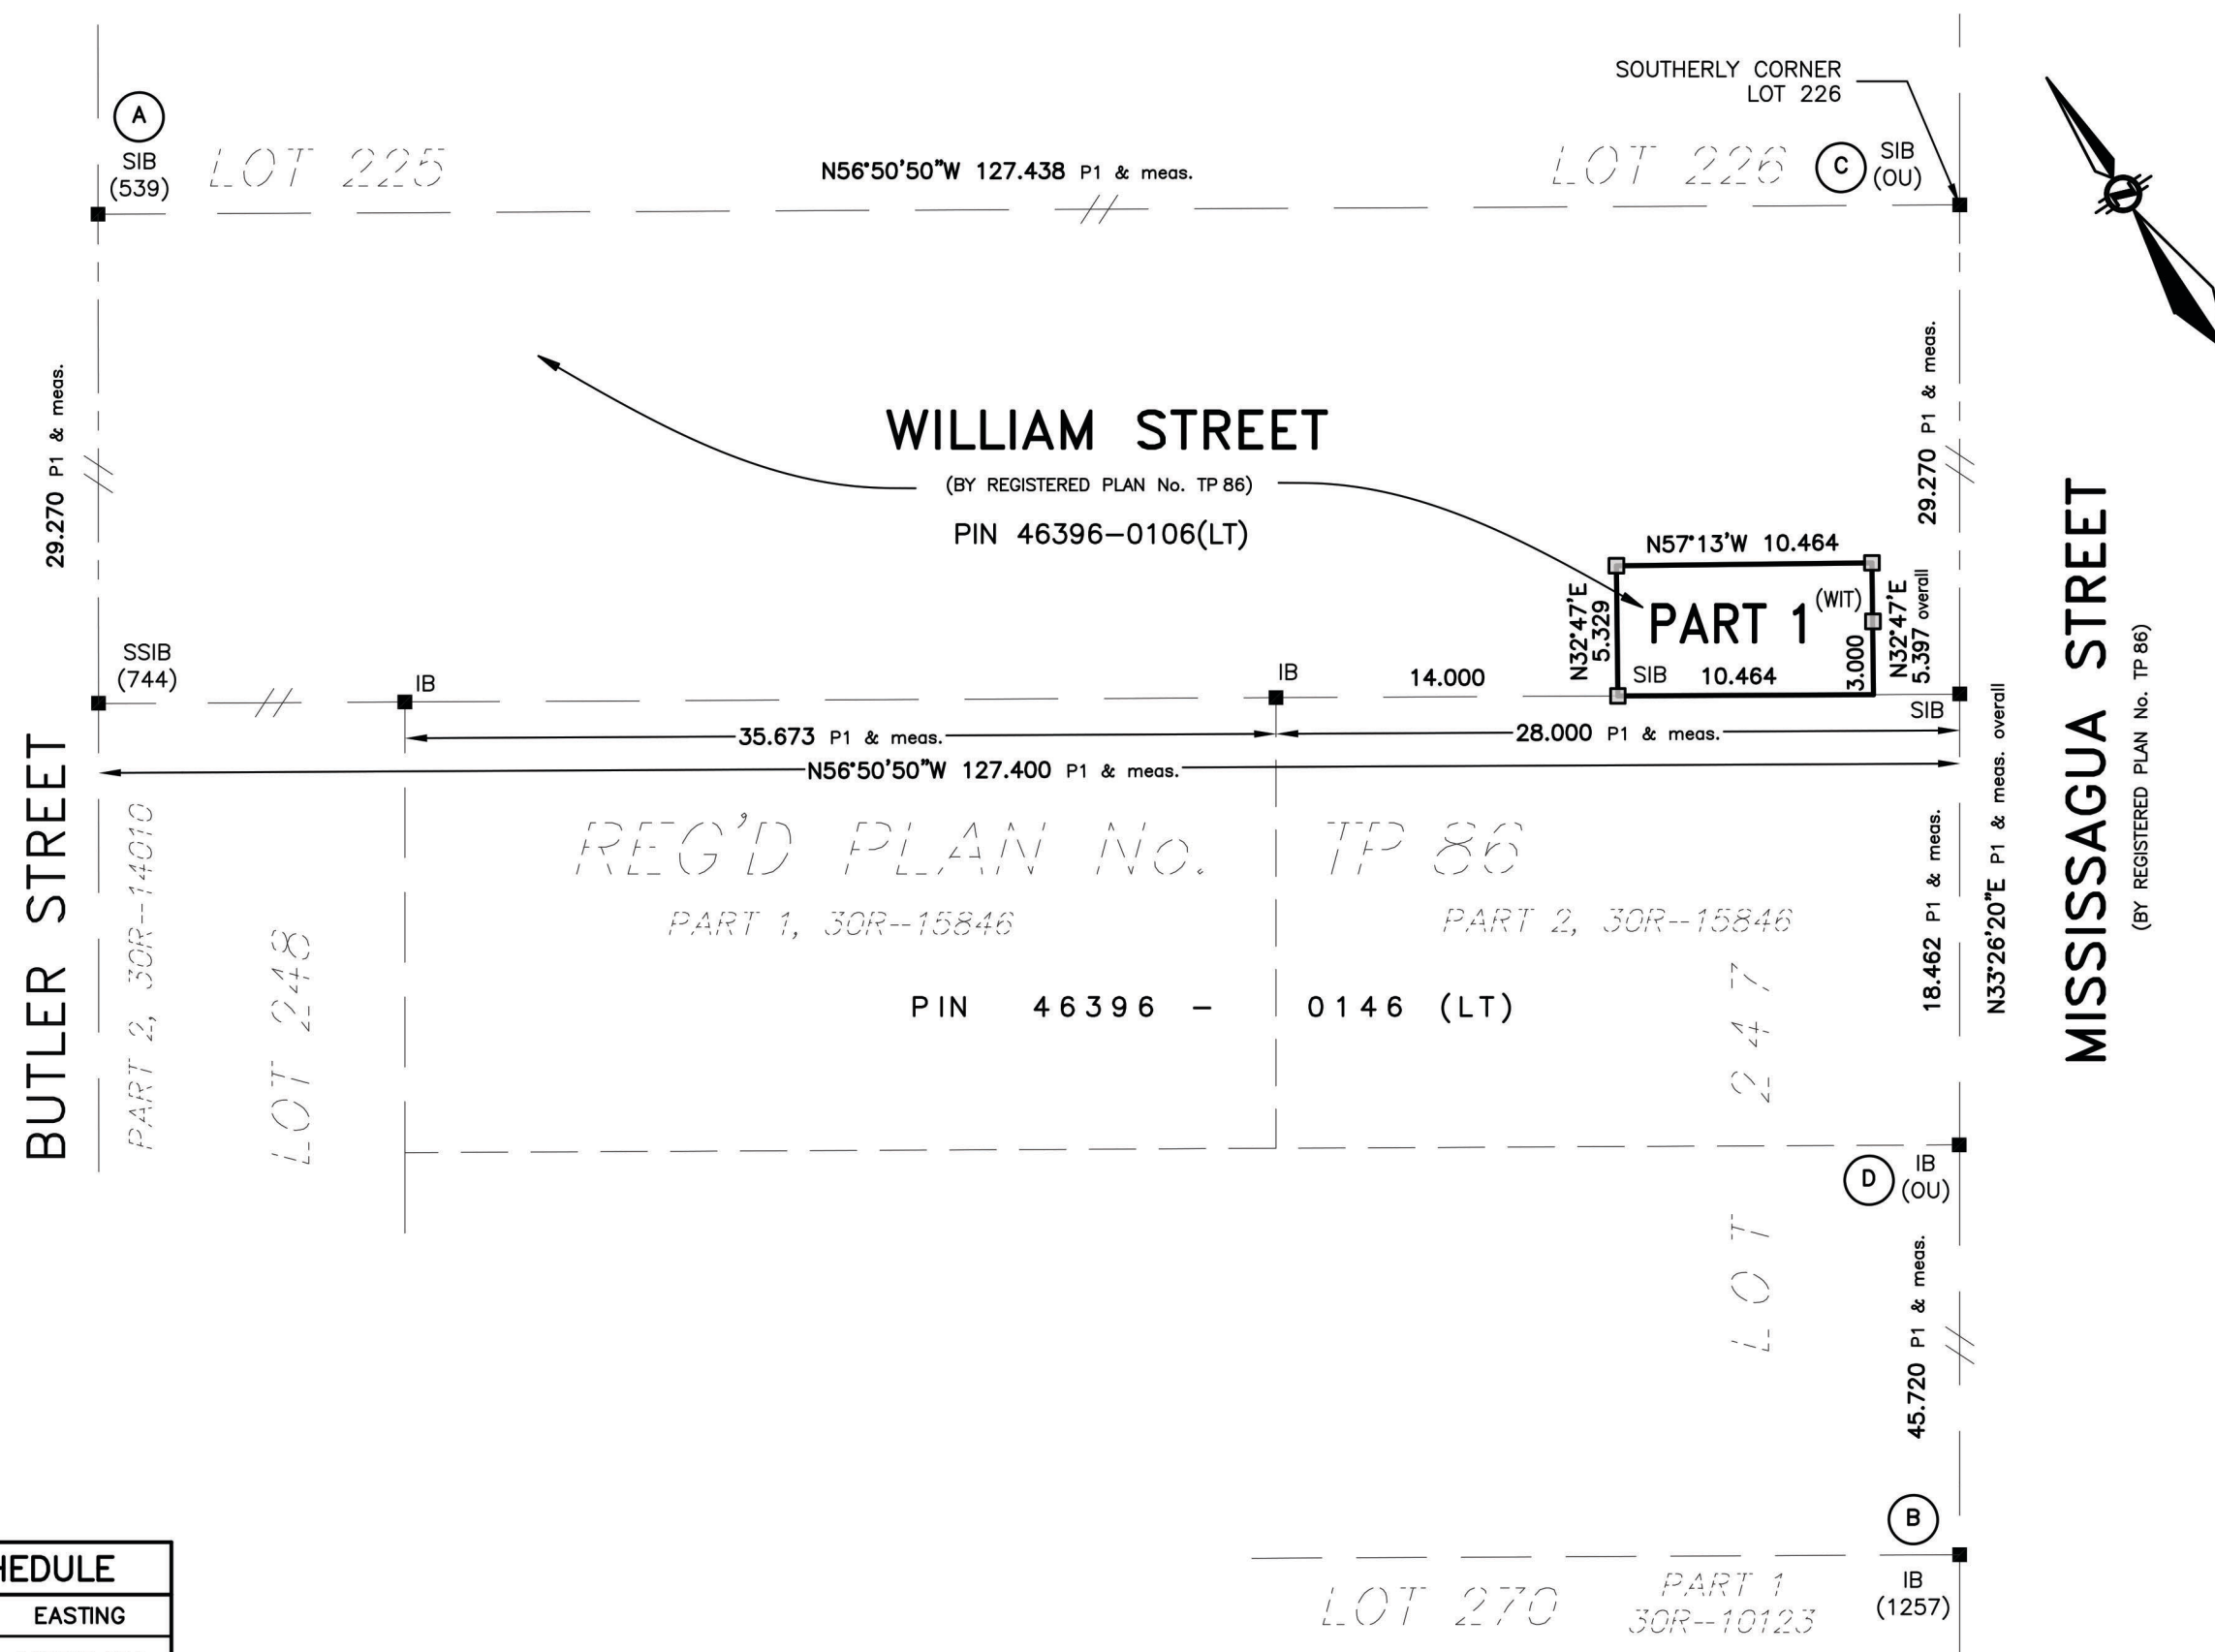 SOUTHERLY CORNER
LOT 226
A
SIB
(539)
LOT 225
N56°50'50"W 127.438 P1 & meas.
LOT 226
C
SIB
(OU)
29.270 P1 & meas.
29.270 P1 & meas.
WILLIAM STREET
(BY REGISTERED PLAN No. TP 86)
PIN 46396-0106(LT)
N57°13'W 10.464
N32°47'E
5.329
PART 1
(WIT)
3.000
N32°47'E
5.397 overall
SIB 10.464
SSIB
(744)
IB
IB
14.000
SIB
35.673 P1 & meas.
28.000 P1 & meas.
N56°50'50"W 127.400 P1 & meas.
MISSISSAGUA STREET
(BY REGISTERED PLAN No. TP 86)
BUTLER STREET
PART 2, 30R--14010
LOT 248
REG'D PLAN No. TP 86
PART 1, 30R--15846
PART 2, 30R--15846
PIN 46396 - 0146 (LT)
LOT 247
18.462 P1 & meas.
N33°26'20"E P1 & meas. overall
D
IB
(OU)
45.720 P1 & meas.
B
IB
(1257)
LOT 270
PART 1
30R--10123
HEDULE
EASTING